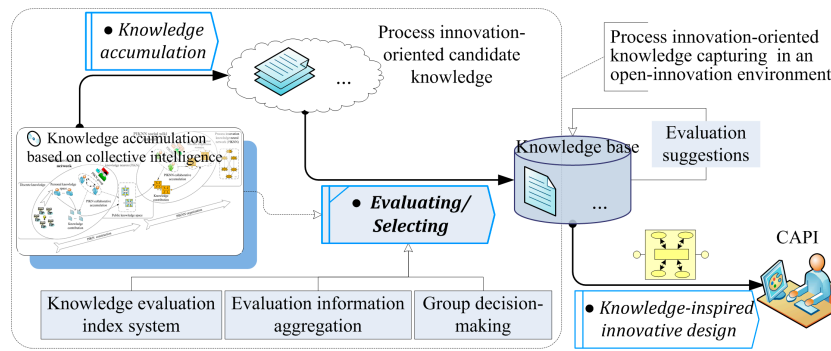 ● Knowledge
accumulation
Process innovation-
oriented candidate
knowledge
...
Process innovation-oriented
knowledge capturing in an
open-innovation environment
Knowledge accumulation
based on collective intelligence
Knowledge base
...
Evaluation
suggestions
● Evaluating/
Selecting
CAPI
Knowledge evaluation
index system
Evaluation information
aggregation
Group decision-
making
● Knowledge-inspired
innovative design